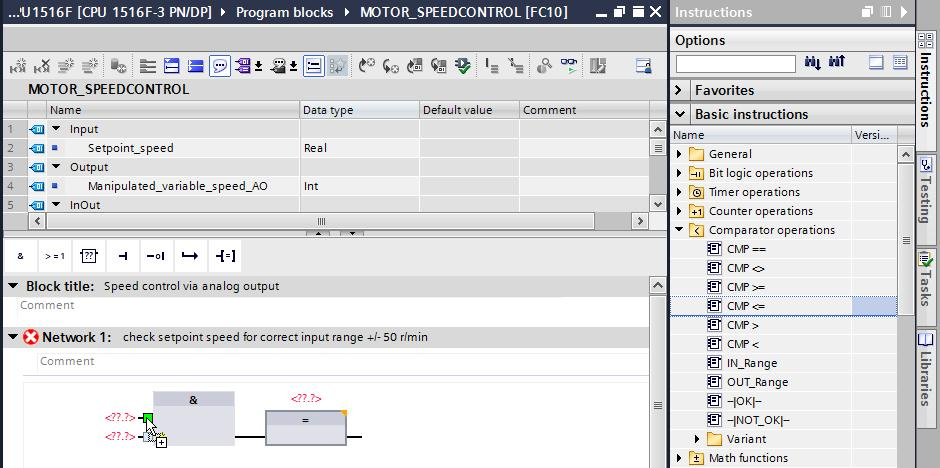 ...'U1516F [CPU 1516F-3 PN/DP] Program blocks MOTOR_SPEEDCONTROL [FC10]
MOTOR_SPEEDCONTROL
Name Data type Default value Comment
1 Input
2 Setpoint_speed Real
3 Output
4 Manipulated_variable_speed_AO Int
5 InOut
& >=1 ??
Block title: Speed control via analog output
Comment
Network 1: check setpoint speed for correct input range +/- 50 r/min
Comment
& <??.?>
<??.?> =
<??.?>
Instructions
Options
Favorites
Basic instructions
Name Versi...
General
Bit logic operations
Timer operations
Counter operations
Comparator operations
CMP ==
CMP <>
CMP >=
CMP <=
CMP >
CMP <
IN_Range
OUT_Range
-|OK|-
-|NOT_OK|-
Variant
Math functions
Instructions
Testing
Tasks
Libraries